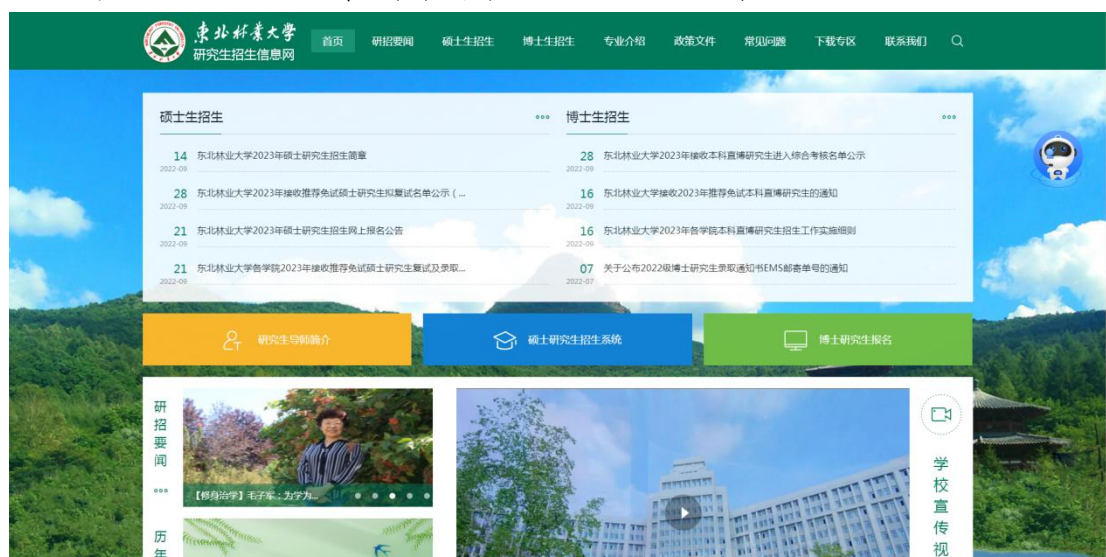 東北林業大學
研究生招生信息网
首页 研招要闻 硕士生招生 博士生招生 专业介绍 政策文件 常见问题 下载专区 联系我们
硕士生招生
14 东北林业大学2023年硕士研究生招生简章
2022-09
28 东北林业大学2023年接收推荐免试硕士研究生拟复试名单公示（...
2022-09
21 东北林业大学2023年硕士研究生招生网上报名公告
2022-09
21 东北林业大学各学院2023年接收推荐免试硕士研究生复试及录取...
2022-09
博士生招生
28 东北林业大学2023年接收本科直博研究生进入综合考核名单公示
2022-09
16 东北林业大学接收2023年推荐免试本科直博研究生的通知
2022-09
16 东北林业大学2023年各学院本科直博研究生招生工作实施细则
2022-09
07 关于公布2022级博士研究生录取通知书EMS邮寄单号的通知
2022-07
研究生导师简介
硕士研究生招生系统
博士研究生报名
研招要闻
【修身治学】毛子军：为学为...
历年
学校宣传视